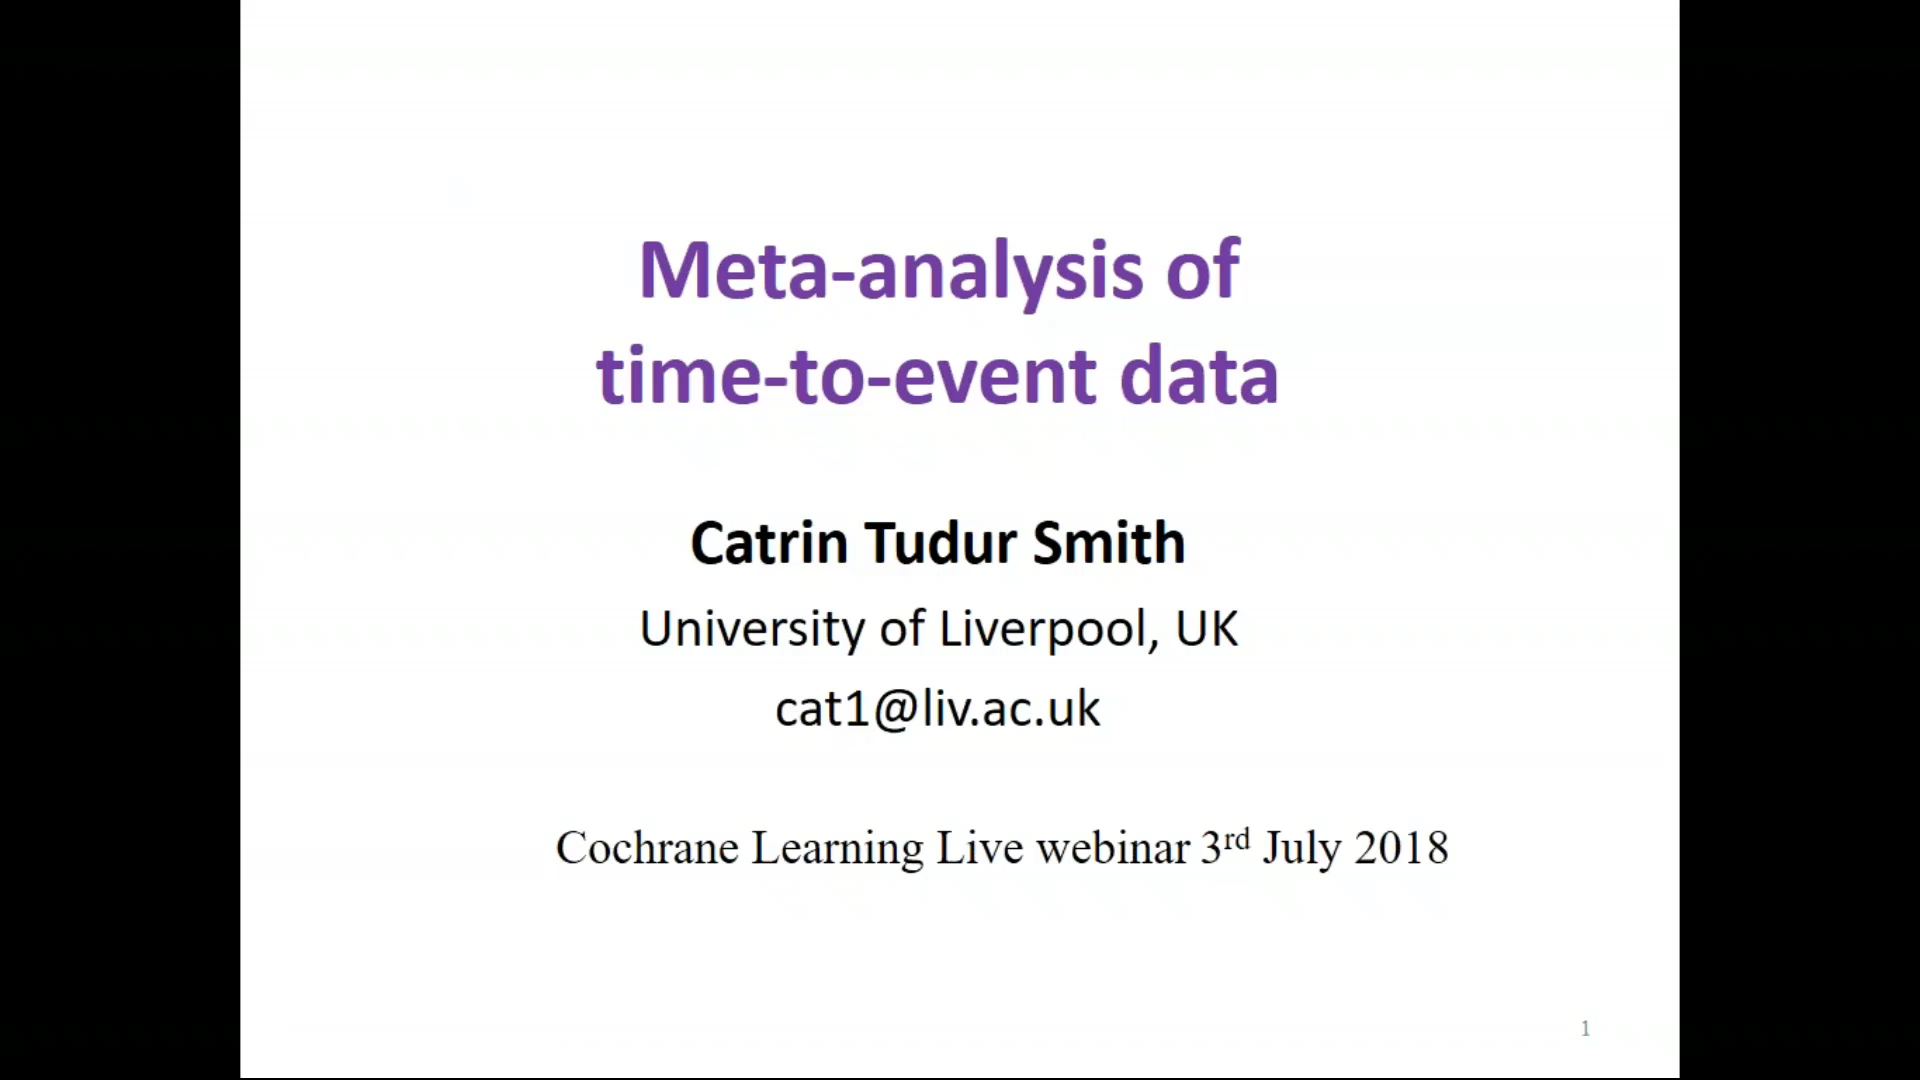 Meta-analysis of
time-to-event data
Catrin Tudur Smith
University of Liverpool, UK
cat1@liv.ac.uk
Cochrane Learning Live webinar 3rd July 2018
1